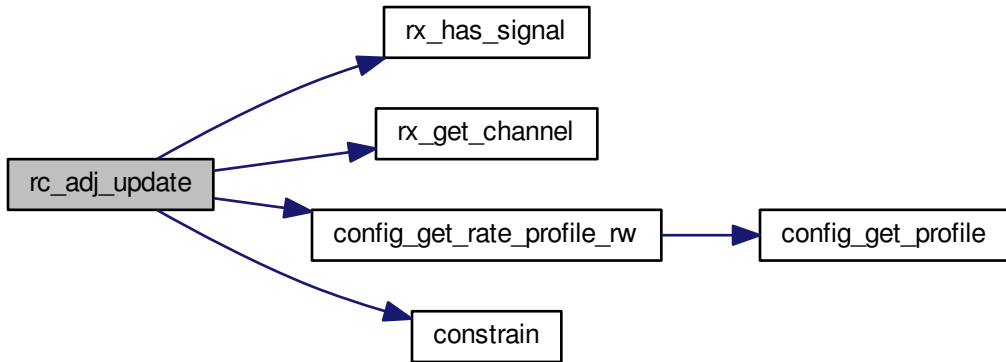 rx_has_signal
rx_get_channel
rc_adj_update
config_get_rate_profile_rw
config_get_profile
constrain